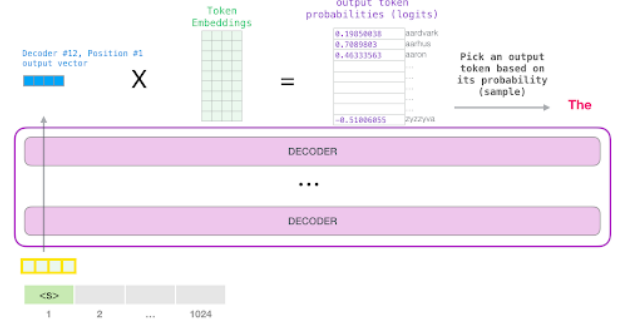 output token
probabilities (logits)
Token
Embeddings
Decoder #12, Position #1
output vector
X
=
0.19850038 aardvark
0.7089803 aarhus
0.46333563 aaron
...
...
...
...
...
-0.51006055 zyzzyva
Pick an output
token based on
its probability
(sample)
The
DECODER
...
DECODER
<s>
1 2 ... 1024